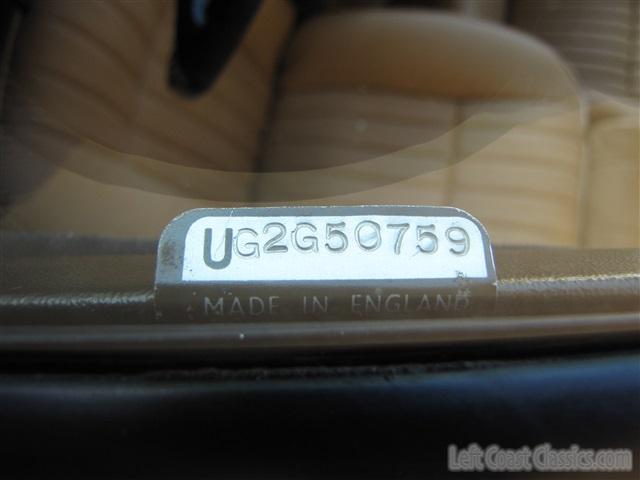 UG2G50759
MADE IN ENGLAND
Left Coast Classics.com